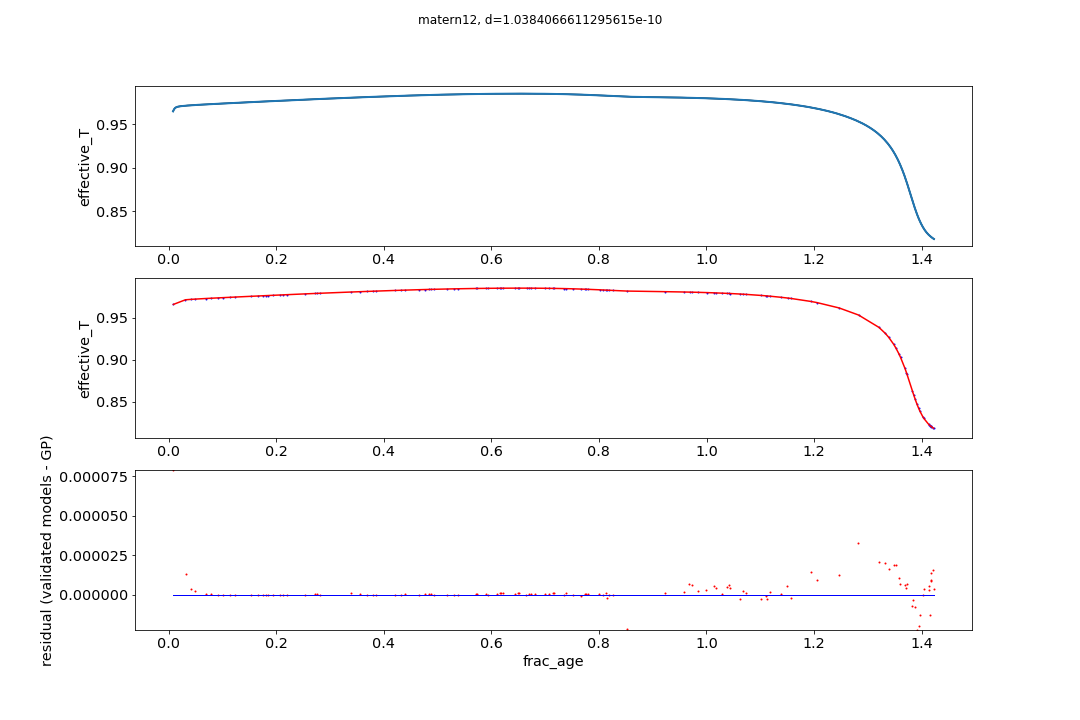 matern12, d=1.0384066611295615e-10
effective_T
0.95
0.90
0.85
0.0 0.2 0.4 0.6 0.8 1.0 1.2 1.4
effective_T
0.95
0.90
0.85
0.0 0.2 0.4 0.6 0.8 1.0 1.2 1.4
residual (validated models - GP)
0.000075
0.000050
0.000025
0.000000
0.0 0.2 0.4 0.6 0.8 1.0 1.2 1.4
frac_age